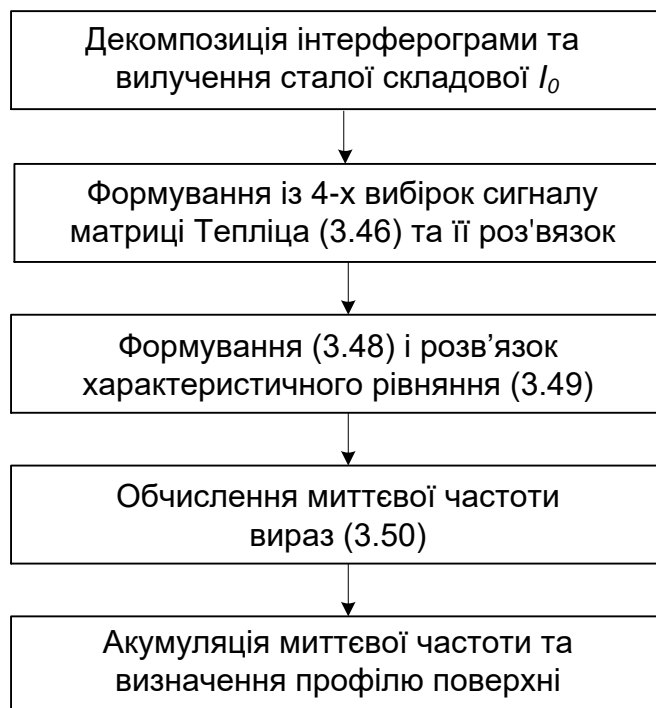 Декомпозиція інтерферограми та
вилучення сталої складової I₀
Формування із 4-х вибірок сигналу
матриці Тепліца (3.46) та її роз'язок
Формування (3.48) і розв’язок
характеристичного рівняння (3.49)
Обчислення миттєвої частоти
вираз (3.50)
Акумуляція миттєвої частоти та
визначення профілю поверхні